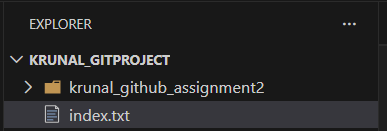 EXPLORER
KRUNAL_GITPROJECT
krunal_github_assignment2
index.txt